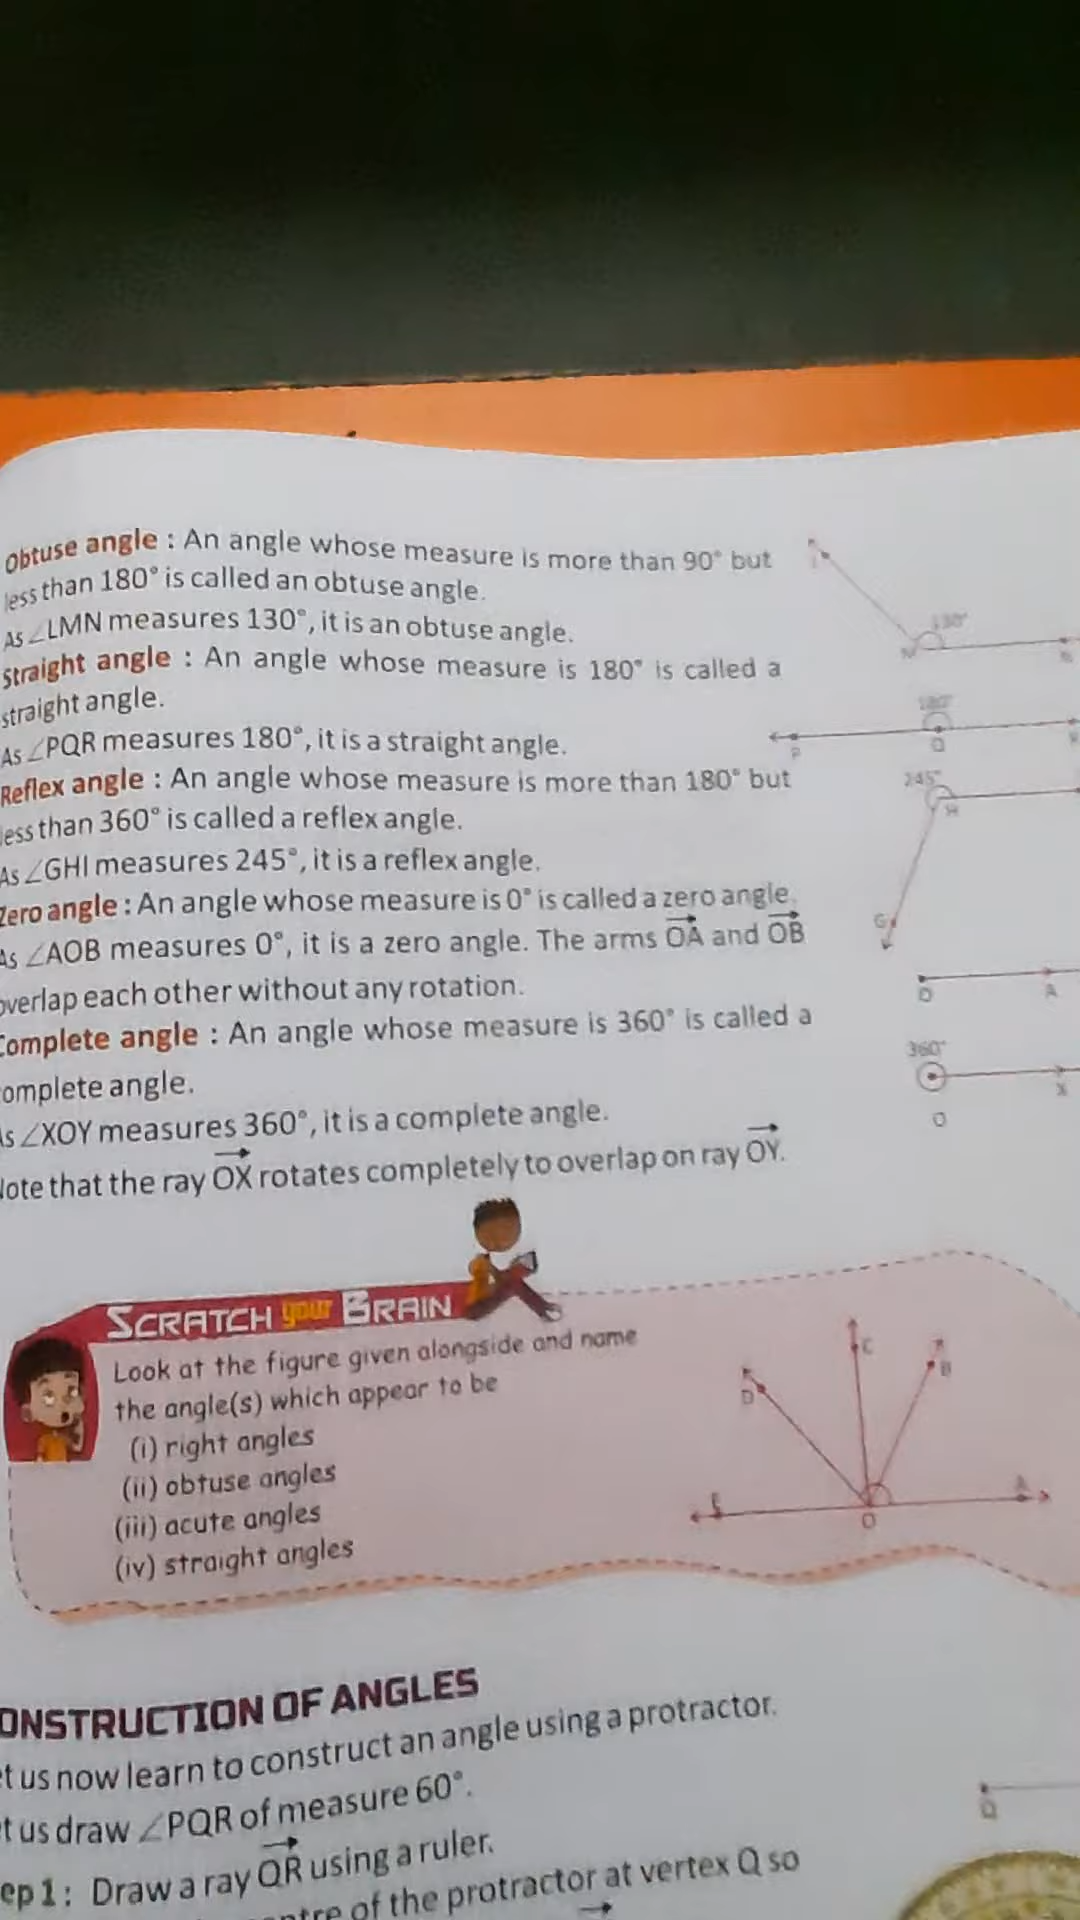 Obtuse angle : An angle whose measure is more than 90° but
less than 180° is called an obtuse angle.
As ∠LMN measures 130°, it is an obtuse angle.
130°
M
N
Straight angle : An angle whose measure is 180° is called a
straight angle.
As ∠PQR measures 180°, it is a straight angle.
180°
P
Q
R
Reflex angle : An angle whose measure is more than 180° but
less than 360° is called a reflex angle.
As ∠GHI measures 245°, it is a reflex angle.
245°
H
G
Zero angle : An angle whose measure is 0° is called a zero angle.
As ∠AOB measures 0°, it is a zero angle. The arms OA and OB
overlap each other without any rotation.
O
A
Complete angle : An angle whose measure is 360° is called a
omplete angle.
As ∠XOY measures 360°, it is a complete angle.
Note that the ray OX rotates completely to overlap on ray OY.
360°
X
O
SCRATCH your BRAIN
Look at the figure given alongside and name
the angle(s) which appear to be
(i) right angles
(ii) obtuse angles
(iii) acute angles
(iv) straight angles
D
C
B
E
A
O
ONSTRUCTION OF ANGLES
et us now learn to construct an angle using a protractor.
t us draw ∠PQR of measure 60°.
ep 1 : Draw a ray QR using a ruler.
ntre of the protractor at vertex Q so
Q